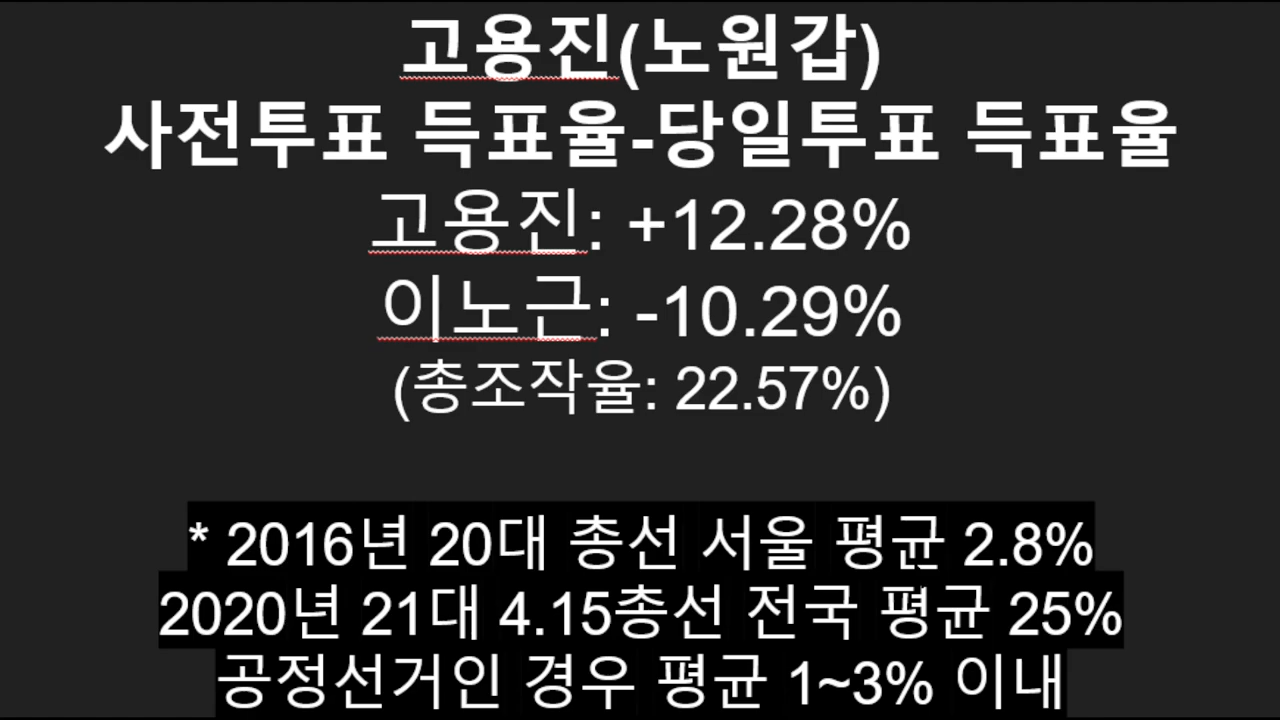 고용진(노원갑)
사전투표 득표율-당일투표 득표율
고용진: +12.28%
이노근: -10.29%
(총조작율: 22.57%)
* 2016년 20대 총선 서울 평균 2.8%
2020년 21대 4.15총선 전국 평균 25%
공정선거인 경우 평균 1~3% 이내